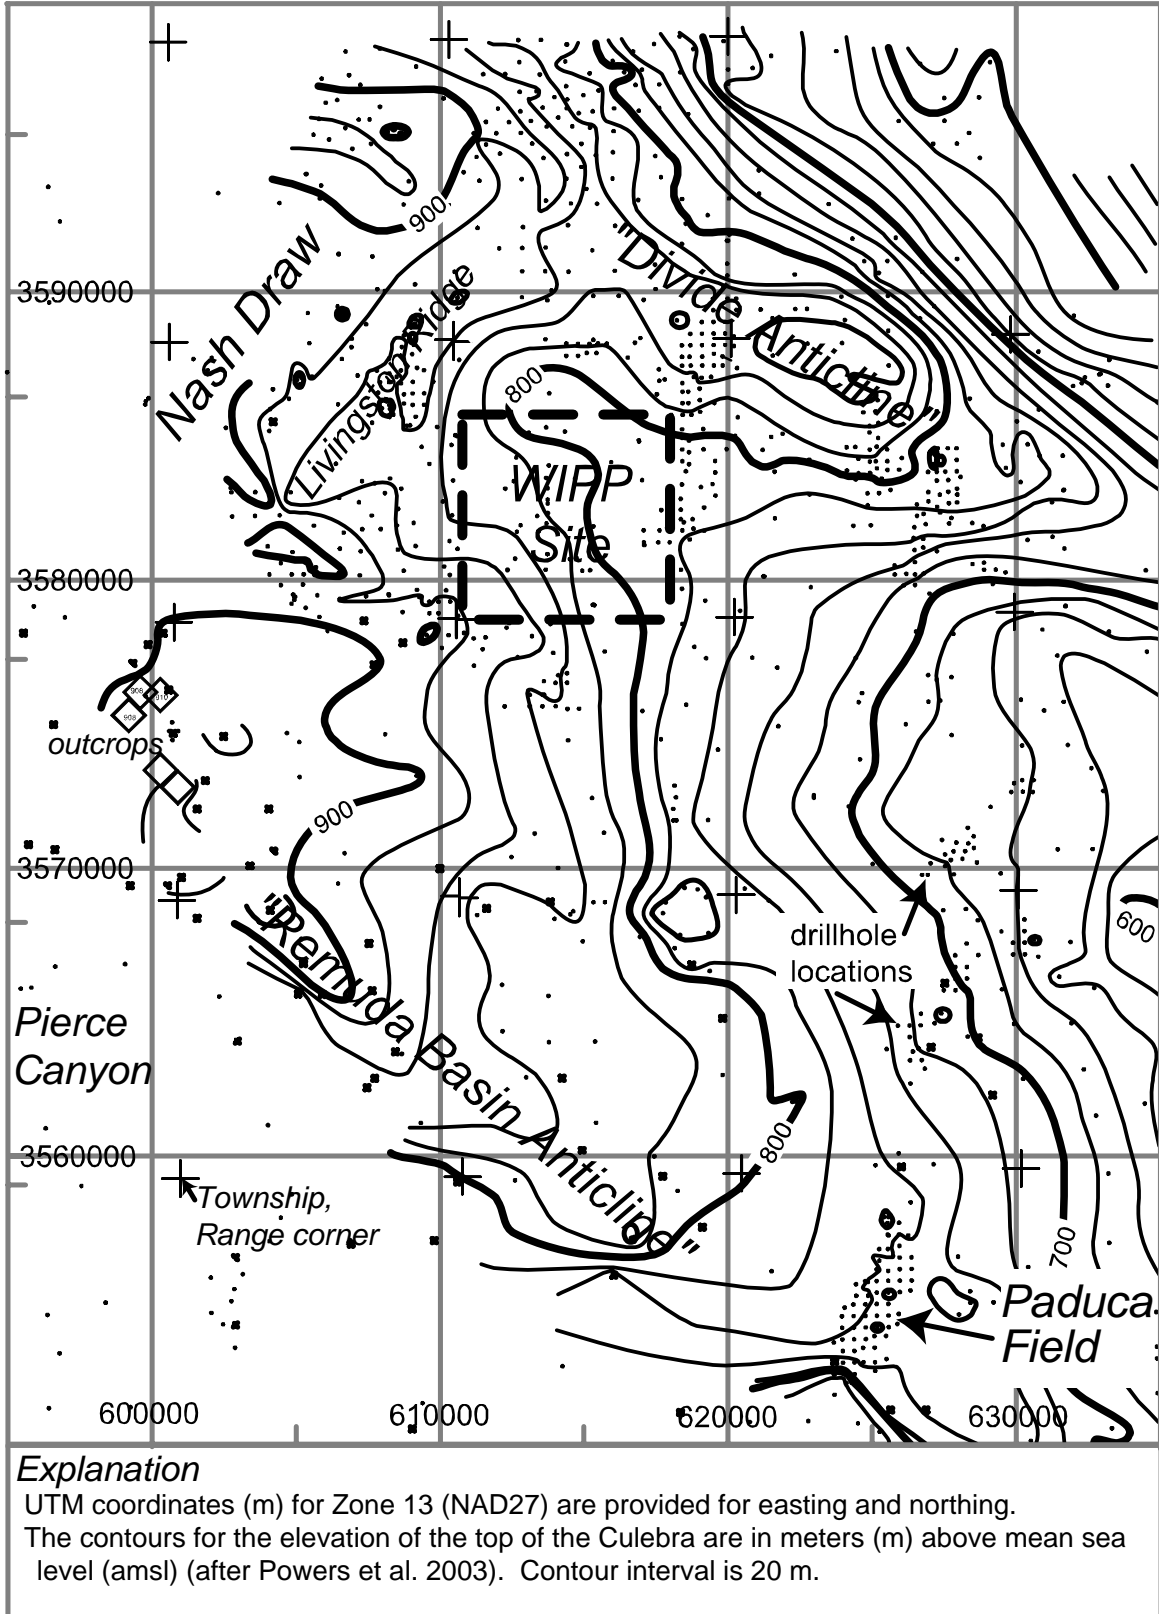 900
3590000
"Divide
Anticline"
Nash Draw
Livingston Ridge
800
WIPP
Site
3580000
908
910
908
outcrops
900
3570000
"Remuda Basin Anticline"
drillhole
locations
600
Pierce
Canyon
3560000
800
Township,
Range corner
700
Paduca
Field
600000
610000
620000
630000
Explanation
UTM coordinates (m) for Zone 13 (NAD27) are provided for easting and northing.
The contours for the elevation of the top of the Culebra are in meters (m) above mean sea
level (amsl) (after Powers et al. 2003). Contour interval is 20 m.